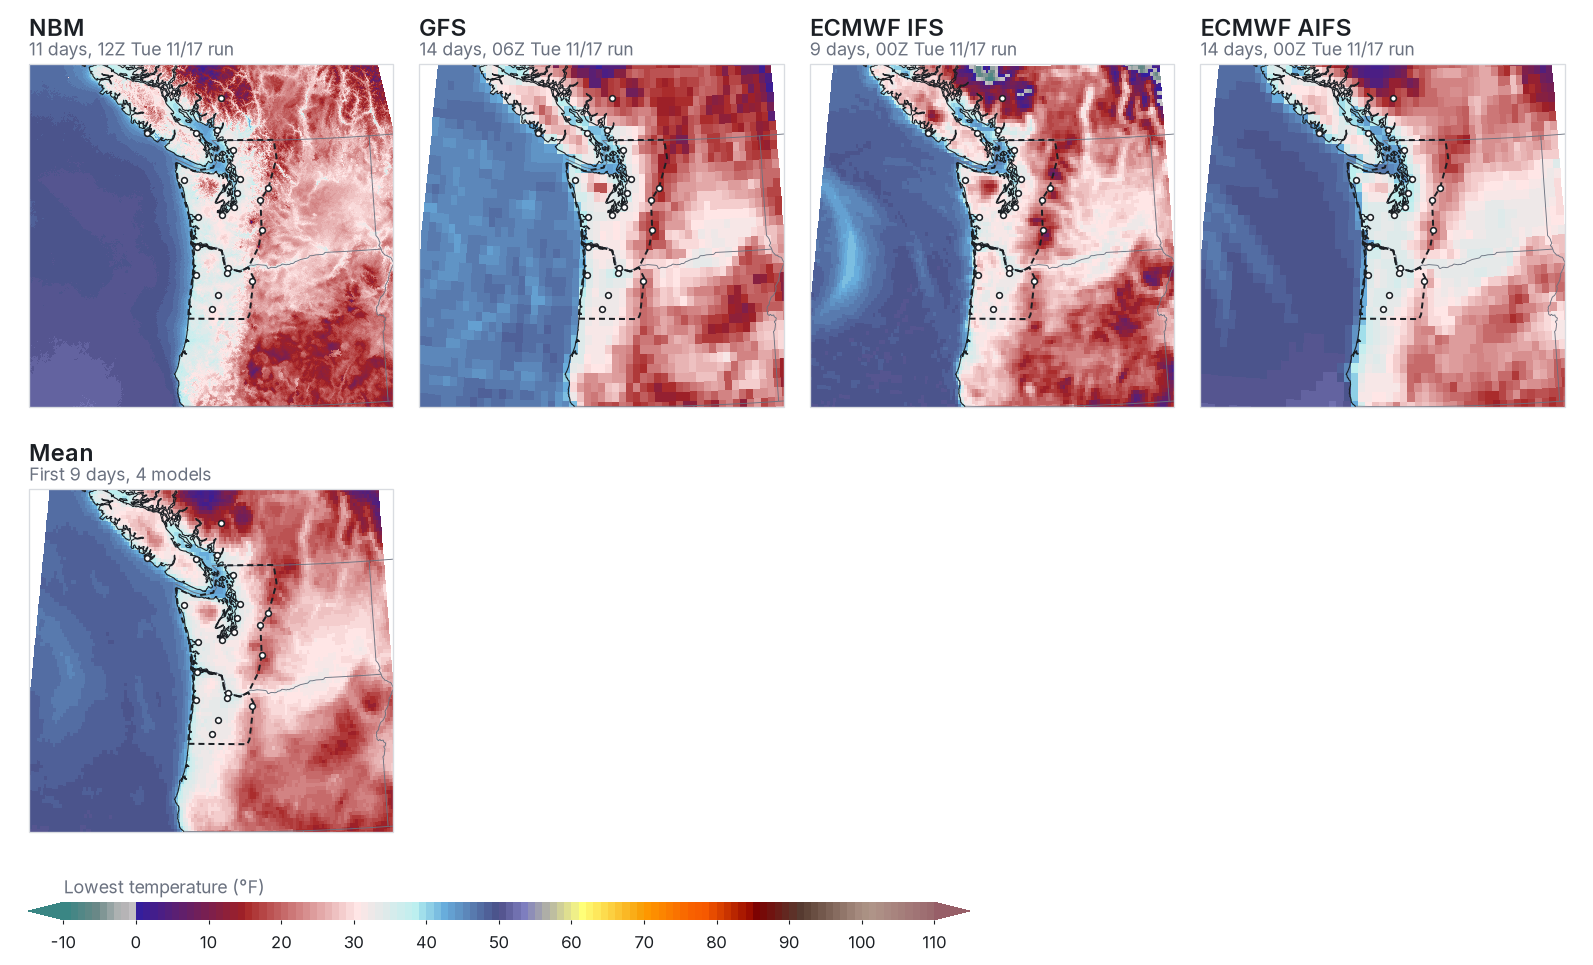 NBM
11 days, 12Z Tue 11/17 run
GFS
14 days, 06Z Tue 11/17 run
ECMWF IFS
9 days, 00Z Tue 11/17 run
ECMWF AIFS
14 days, 00Z Tue 11/17 run
Mean
First 9 days, 4 models
Lowest temperature (°F)
-10 0 10 20 30 40 50 60 70 80 90 100 110